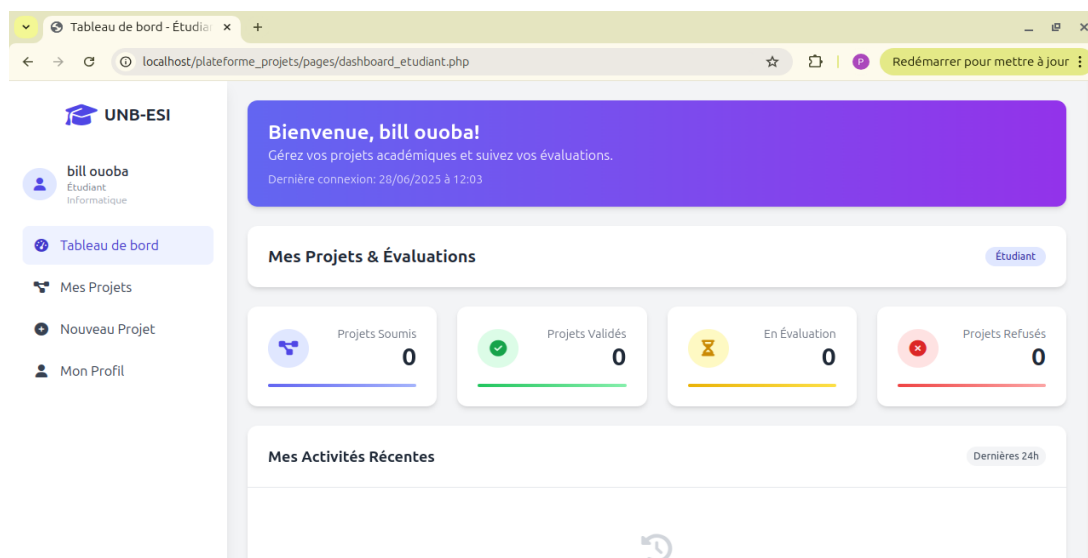 Tableau de bord - Étudia
localhost/plateforme_projets/pages/dashboard_etudiant.php
P
Redémarrer pour mettre à jour
UNB-ESI
bill ouoba
Étudiant
Informatique
Tableau de bord
Mes Projets
Nouveau Projet
Mon Profil
Bienvenue, bill ouoba!
Gérez vos projets académiques et suivez vos évaluations.
Dernière connexion: 28/06/2025 à 12:03
Mes Projets & Évaluations
Étudiant
Projets Soumis
0
Projets Validés
0
En Évaluation
0
Projets Refusés
0
Mes Activités Récentes
Dernières 24h